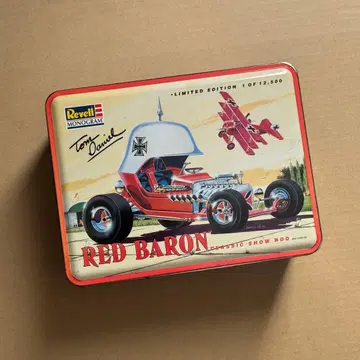 Revell
MONOGRAM
• LIMITED EDITION 1 OF 12,500
Tom
Daniel
RED BARON
CLASSIC SHOW ROD